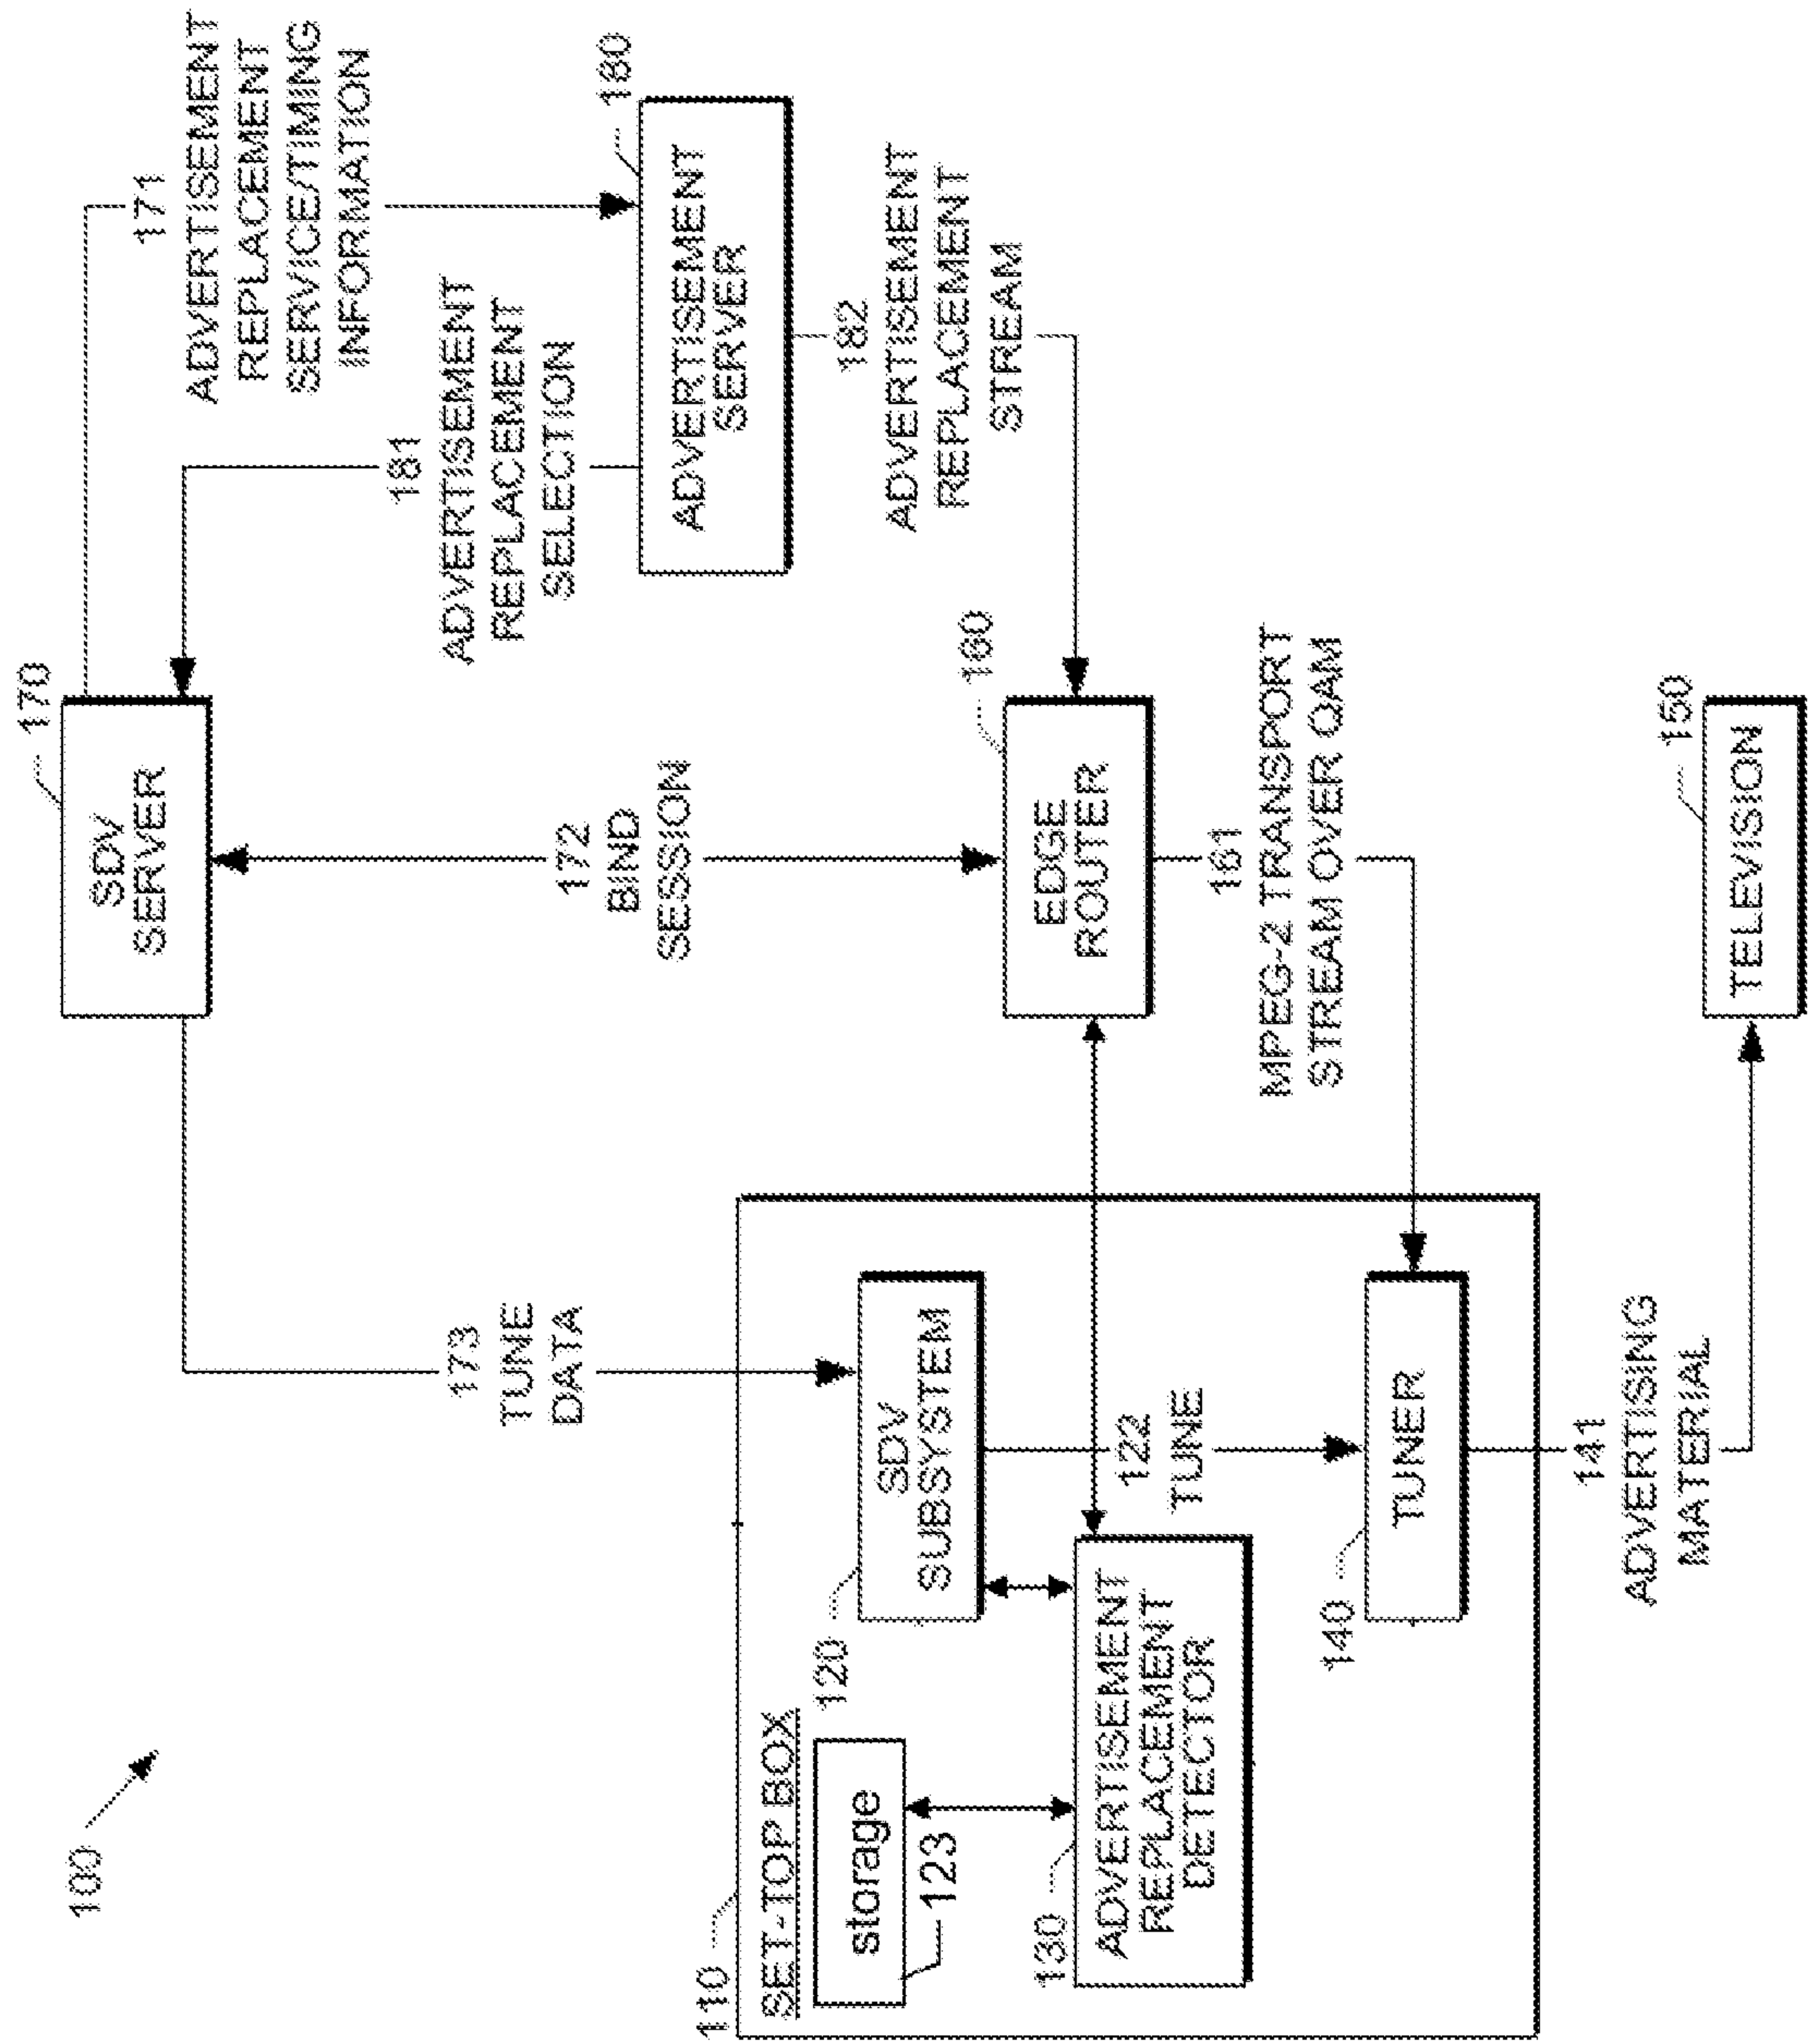 100
170
SDV
SERVER
171
ADVERTISEMENT
REPLACEMENT
SERVICE/TIMING
INFORMATION
181
ADVERTISEMENT
REPLACEMENT
SELECTION
173
TUNE
DATA
172
BIND
SESSION
180
ADVERTISEMENT
SERVER
110
SET-TOP BOX
storage
123
120
SDV
SUBSYSTEM
182
ADVERTISEMENT
REPLACEMENT
STREAM
160
EDGE
ROUTER
130
ADVERTISEMENT
REPLACEMENT
DETECTOR
122
TUNE
161
MPEG-2 TRANSPORT
STREAM OVER QAM
140
TUNER
141
ADVERTISING
MATERIAL
150
TELEVISION